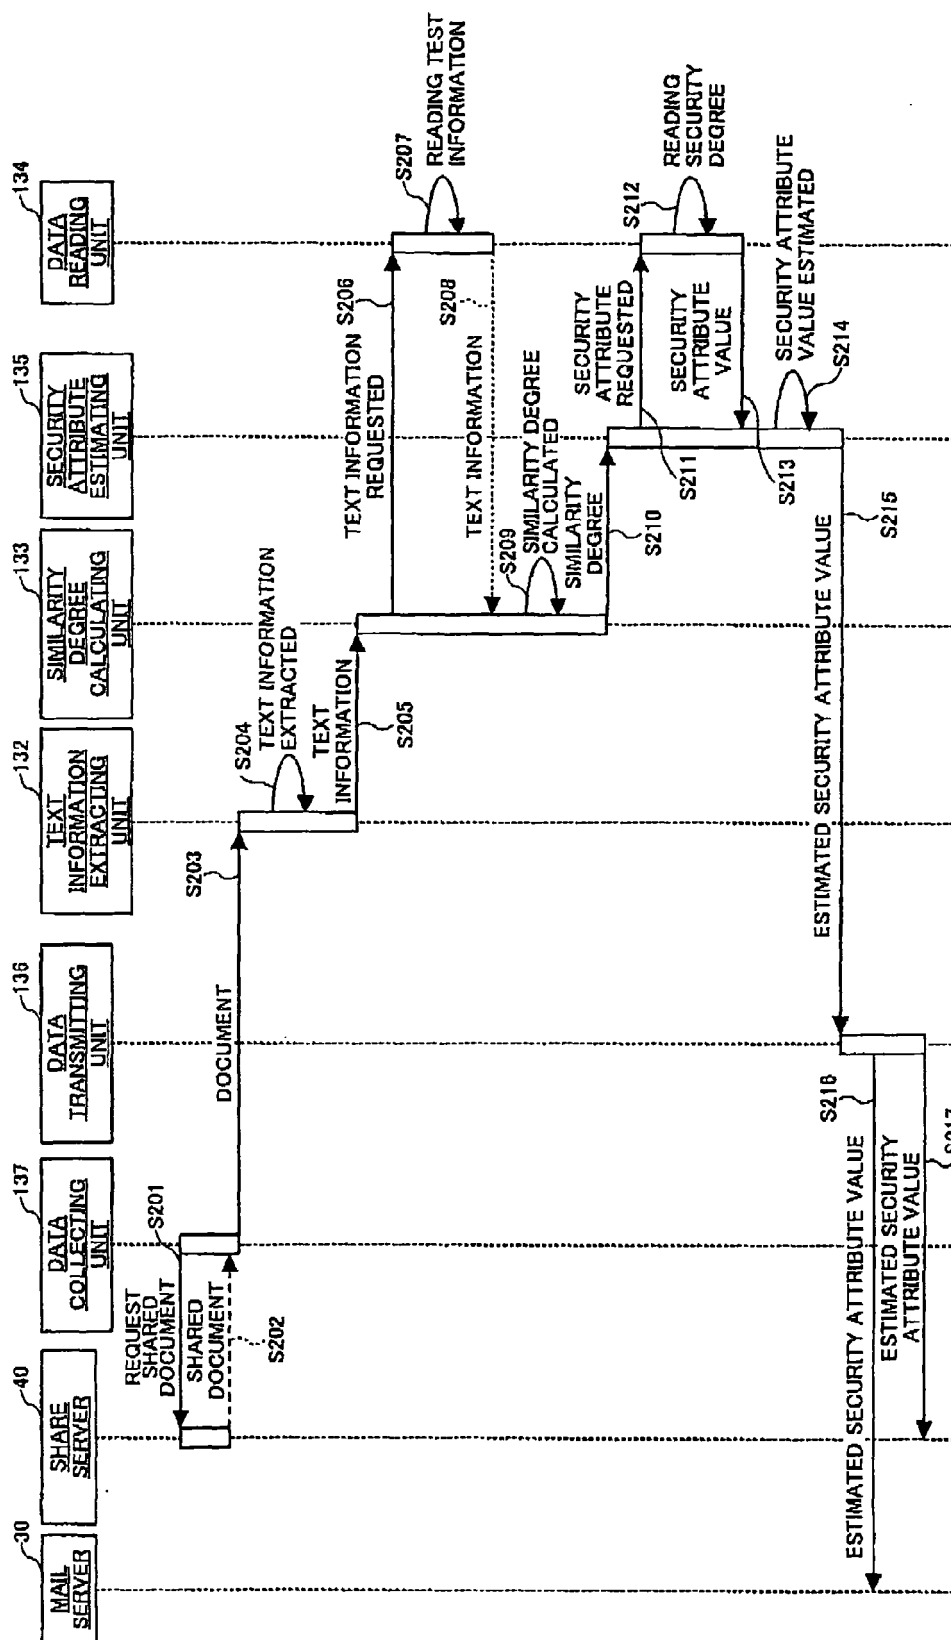 30
MAIL
SERVER
40
SHARE
SERVER
137
DATA
COLLECTING
UNIT
136
DATA
TRANSMITTING
UNIT
132
TEXT
INFORMATION
EXTRACTING
UNIT
133
SIMILARITY
DEGREE
CALCULATING
UNIT
135
SECURITY
ATTRIBUTE
ESTIMATING
UNIT
134
DATA
READING
UNIT
REQUEST
SHARED
DOCUMENT
S201
SHARED
DOCUMENT
S202
DOCUMENT
S203
S204
TEXT INFORMATION
EXTRACTED
TEXT
INFORMATION
S205
TEXT INFORMATION
REQUESTED
S206
S207
READING TEST
INFORMATION
TEXT INFORMATION
S208
S209
SIMILARITY DEGREE
CALCULATED
SIMILARITY
DEGREE
S210
SECURITY
ATTRIBUTE
REQUESTED
S211
S212
READING
SECURITY
DEGREE
SECURITY
ATTRIBUTE
VALUE
S213
SECURITY ATTRIBUTE
VALUE ESTIMATED
S214
ESTIMATED SECURITY ATTRIBUTE VALUE
S215
ESTIMATED SECURITY ATTRIBUTE VALUE
S216
ESTIMATED SECURITY
ATTRIBUTE VALUE
S217